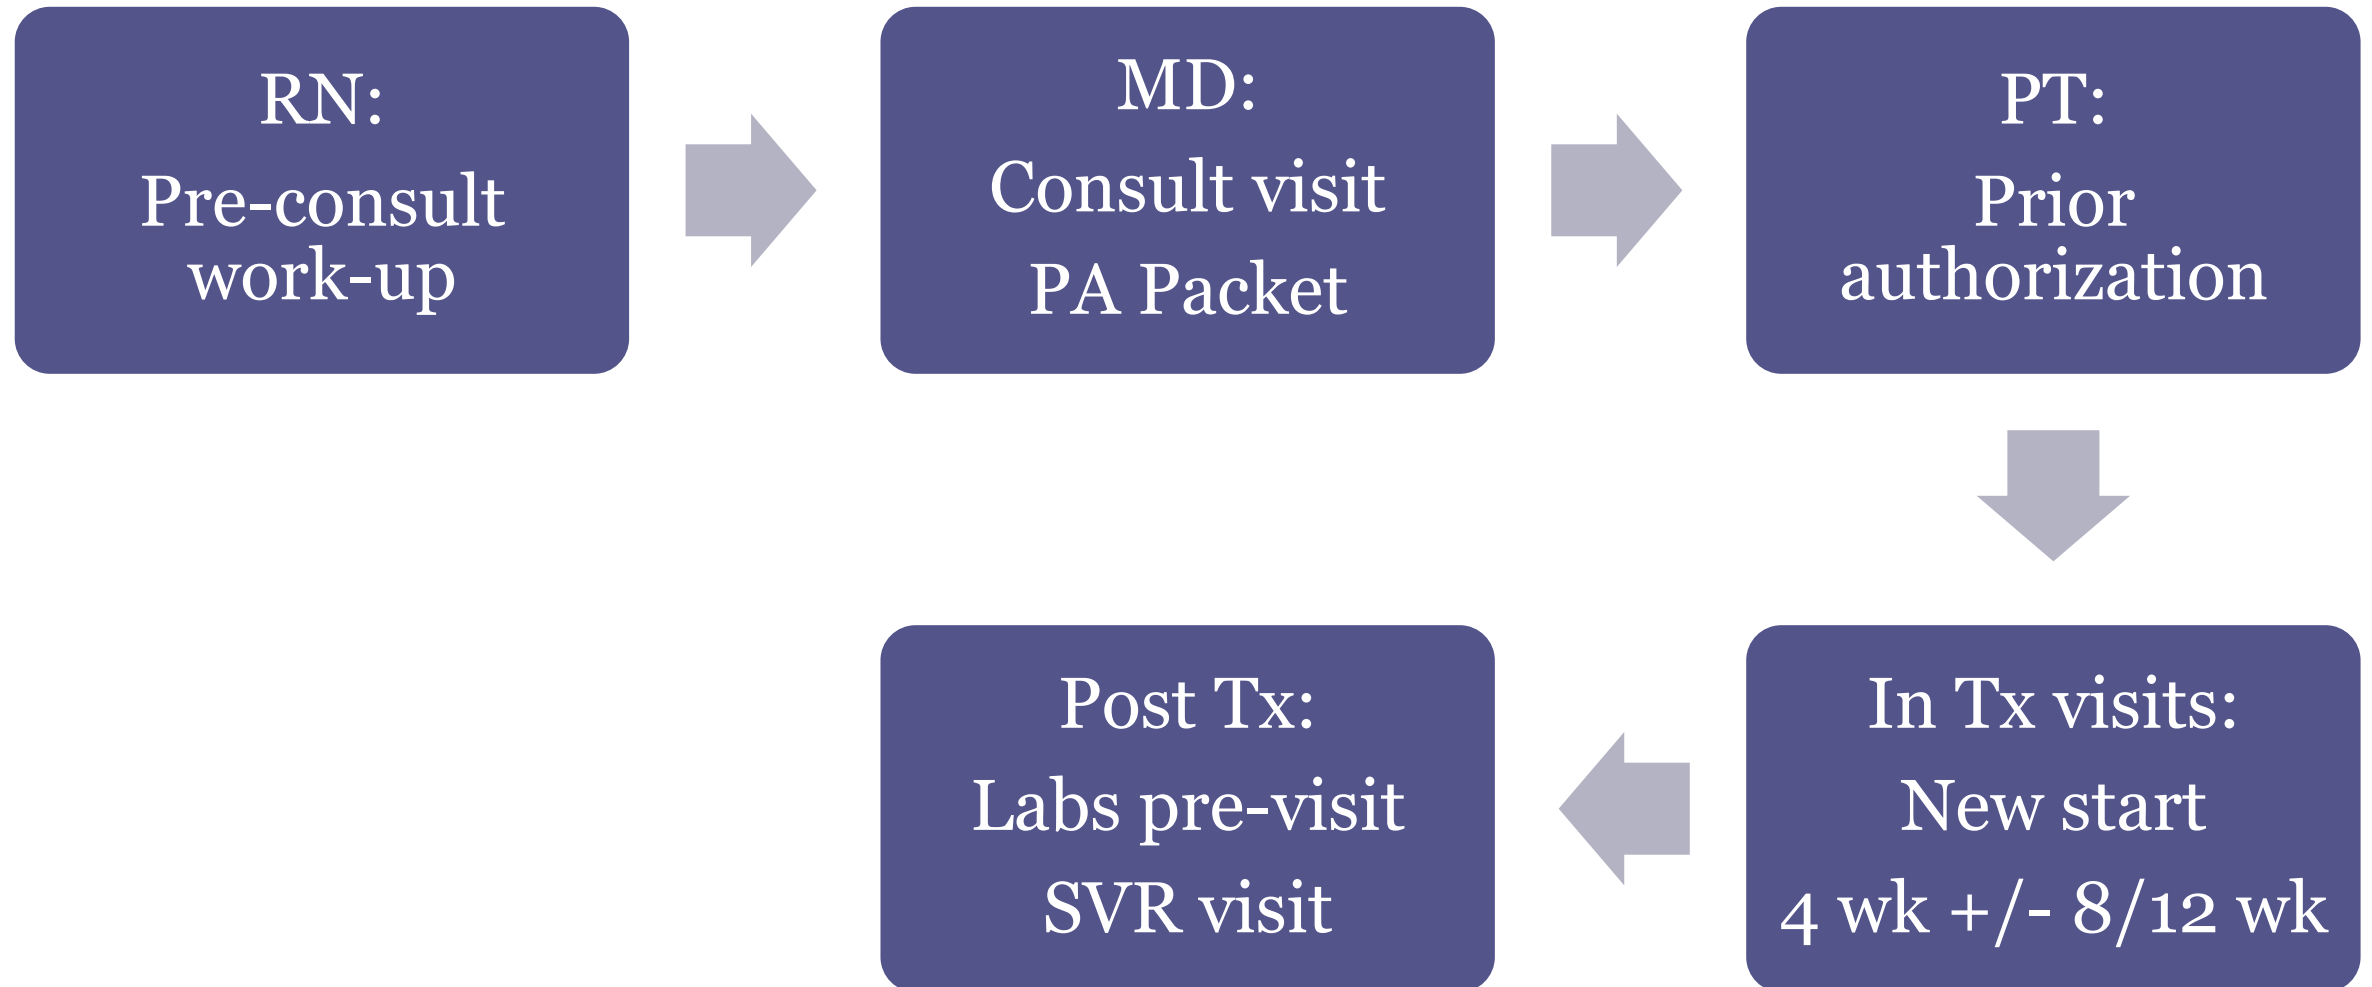 RN:
Pre-consult
work-up
MD:
Consult visit
PA Packet
PT:
Prior
authorization
In Tx visits:
New start
4 wk +/- 8/12 wk
Post Tx:
Labs pre-visit
SVR visit